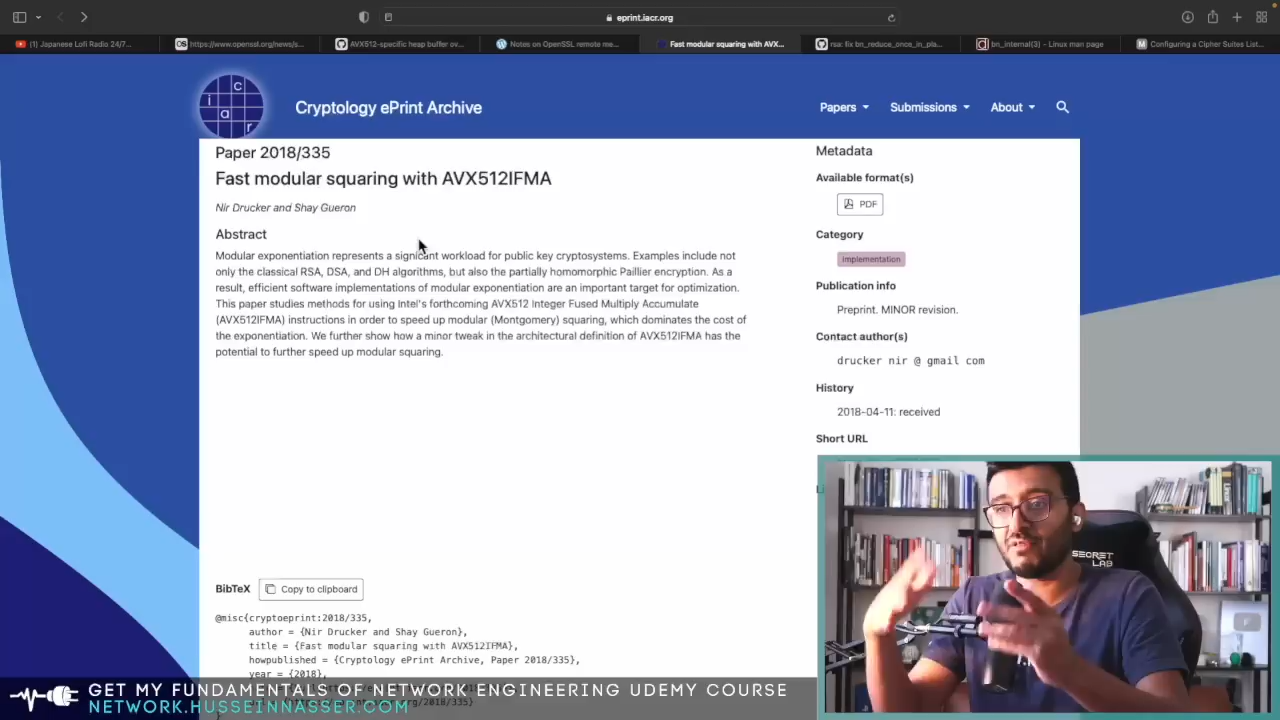 eprint.iacr.org
(1) Japanese Lofi Radio 24/7...
https://www.openssl.org/news/s...
AVX512-specific heap buffer ov...
Notes on OpenSSL remote me...
Fast modular squaring with AVX...
rsa: fix bn_reduce_once_in_pla...
bn_internal(3) - Linux man page
Configuring a Cipher Suites List...
c
i
a
r
Cryptology ePrint Archive
Papers
Submissions
About
Paper 2018/335
Fast modular squaring with AVX512IFMA
Nir Drucker and Shay Gueron
Abstract
Modular exponentiation represents a signicant workload for public key cryptosystems. Examples include not
only the classical RSA, DSA, and DH algorithms, but also the partially homomorphic Paillier encryption. As a
result, efficient software implementations of modular exponentiation are an important target for optimization.
This paper studies methods for using Intel's forthcoming AVX512 Integer Fused Multiply Accumulate
(AVX512IFMA) instructions in order to speed up modular (Montgomery) squaring, which dominates the cost of
the exponentiation. We further show how a minor tweak in the architectural definition of AVX512IFMA has the
potential to further speed up modular squaring.
BibTeX
Copy to clipboard
@misc{cryptoeprint:2018/335,
author = {Nir Drucker and Shay Gueron},
title = {Fast modular squaring with AVX512IFMA},
howpublished = {Cryptology ePrint Archive, Paper 2018/335},
year = {2018},
Metadata
Available format(s)
PDF
Category
Implementation
Publication info
Preprint. MINOR revision.
Contact author(s)
drucker nir @ gmail com
History
2018-04-11: received
Short URL
SECRET
LAB
GET MY FUNDAMENTALS OF NETWORK ENGINEERING UDEMY COURSE
NETWORK.HUSSEINNASSER.COM